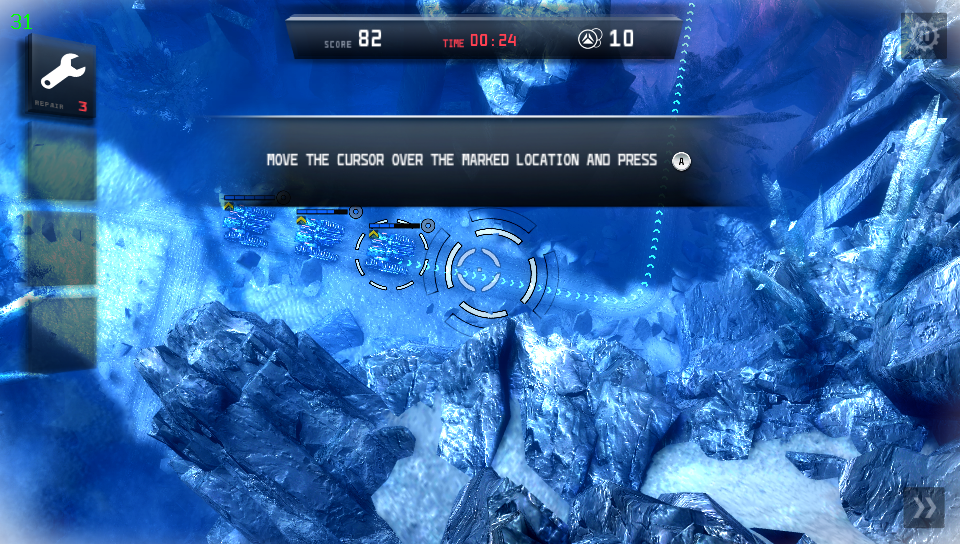 31
SCORE 82
TIME 00:24
10
REPAIR 3
MOVE THE CURSOR OVER THE MARKED LOCATION AND PRESS A